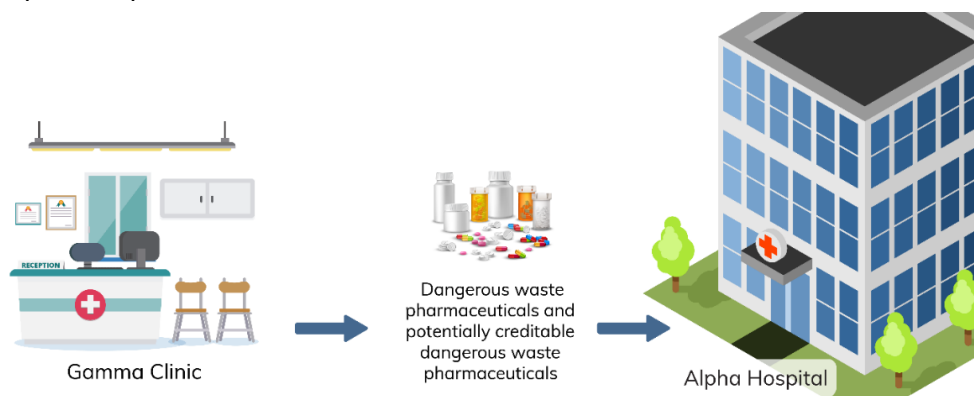 RECEPTION
Dangerous waste
pharmaceuticals and
potentially creditable
dangerous waste
pharmaceuticals
Gamma Clinic
Alpha Hospital